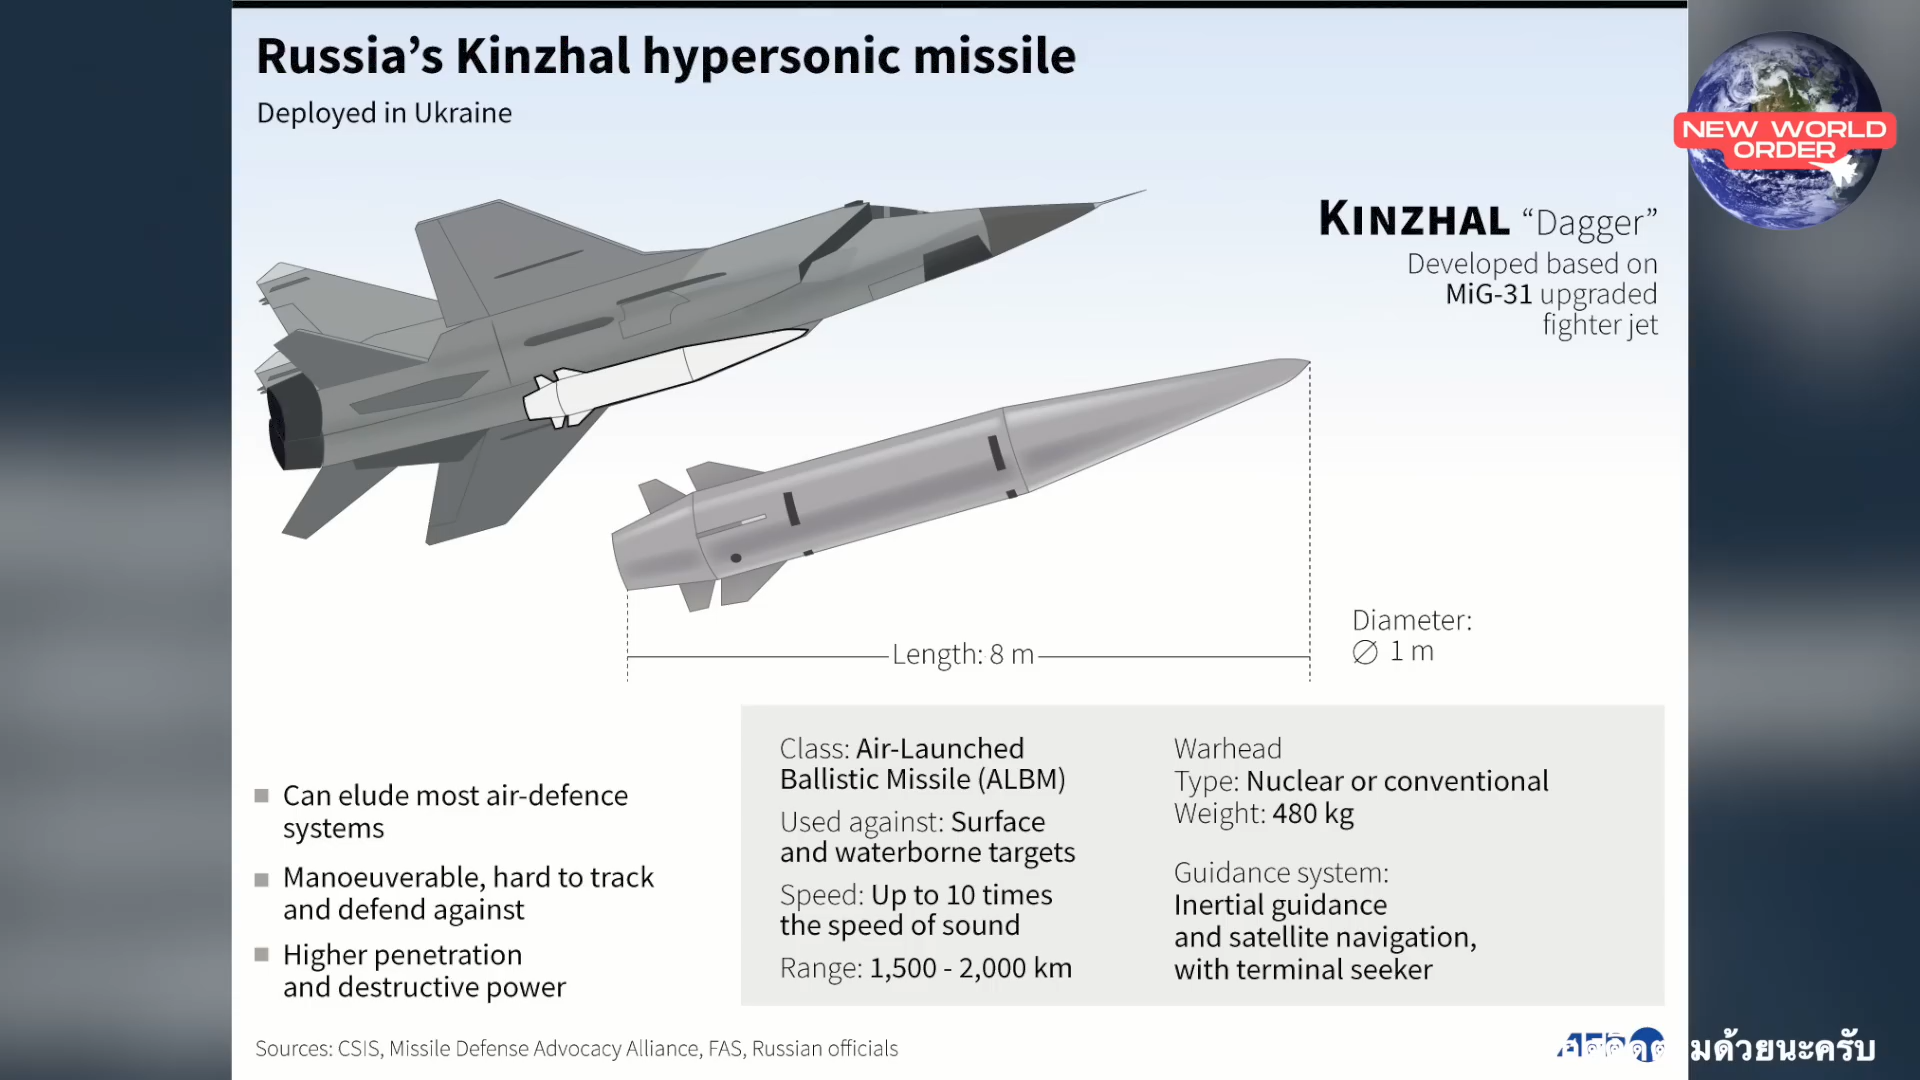 Russia’s Kinzhal hypersonic missile
Deployed in Ukraine
NEW WORLD
ORDER
KINZHAL “Dagger”
Developed based on
MiG-31 upgraded
fighter jet
Length: 8 m
Diameter:
∅ 1 m
Can elude most air-defence
systems
Manoeuverable, hard to track
and defend against
Higher penetration
and destructive power
Class: Air-Launched
Ballistic Missile (ALBM)
Used against: Surface
and waterborne targets
Speed: Up to 10 times
the speed of sound
Range: 1,500 - 2,000 km
Warhead
Type: Nuclear or conventional
Weight: 480 kg
Guidance system:
Inertial guidance
and satellite navigation,
with terminal seeker
Sources: CSIS, Missile Defense Advocacy Alliance, FAS, Russian officials
ด้วยนะครับ